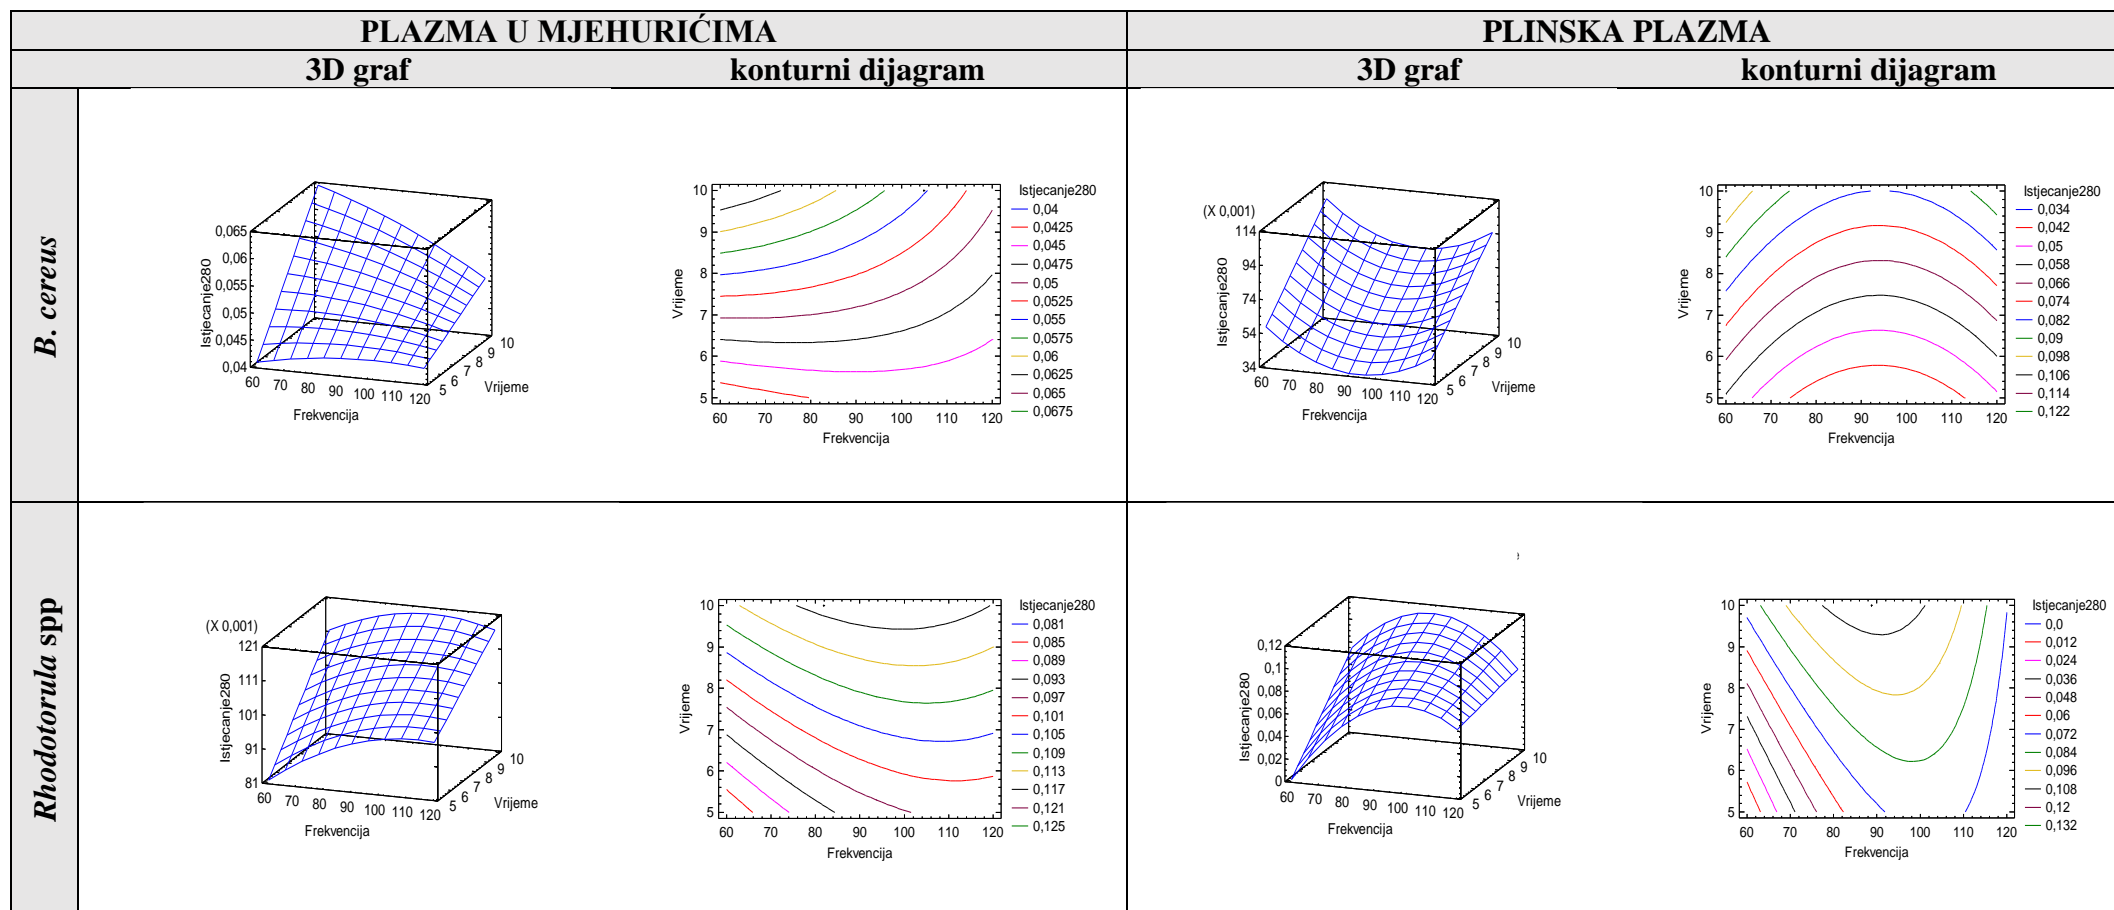 PLAZMA U MJEHURIĆIMA
PLINSKA PLAZMA
3D graf
konturni dijagram
3D graf
konturni dijagram
B. cereus
Istjecanje280
0,065
0,06
0,055
0,05
0,045
0,04
60 70 80 90 100 110 120
Frekvencija
5 6 7 8 9 10
Vrijeme
Vrijeme
10
9
8
7
6
5
60 70 80 90 100 110 120
Frekvencija
Istjecanje280
0,04
0,0425
0,045
0,0475
0,05
0,0525
0,055
0,0575
0,06
0,0625
0,065
0,0675
(X 0,001)
Istjecanje280
114
94
74
54
34
60 70 80 90 100 110 120
Frekvencija
5 6 7 8 9 10
Vrijeme
Vrijeme
10
9
8
7
6
5
60 70 80 90 100 110 120
Frekvencija
Istjecanje280
0,034
0,042
0,05
0,058
0,066
0,074
0,082
0,09
0,098
0,106
0,114
0,122
Rhodotorula spp
(X 0,001)
Istjecanje280
121
111
101
91
81
60 70 80 90 100 110 120
Frekvencija
5 6 7 8 9 10
Vrijeme
Vrijeme
10
9
8
7
6
5
60 70 80 90 100 110 120
Frekvencija
Istjecanje280
0,081
0,085
0,089
0,093
0,097
0,101
0,105
0,109
0,113
0,117
0,121
0,125
Istjecanje280
0,12
0,1
0,08
0,06
0,04
0,02
0
60 70 80 90 100 110 120
Frekvencija
5 6 7 8 9 10
Vrijeme
Vrijeme
10
9
8
7
6
5
60 70 80 90 100 110 120
Frekvencija
Istjecanje280
0,0
0,012
0,024
0,036
0,048
0,06
0,072
0,084
0,096
0,108
0,12
0,132